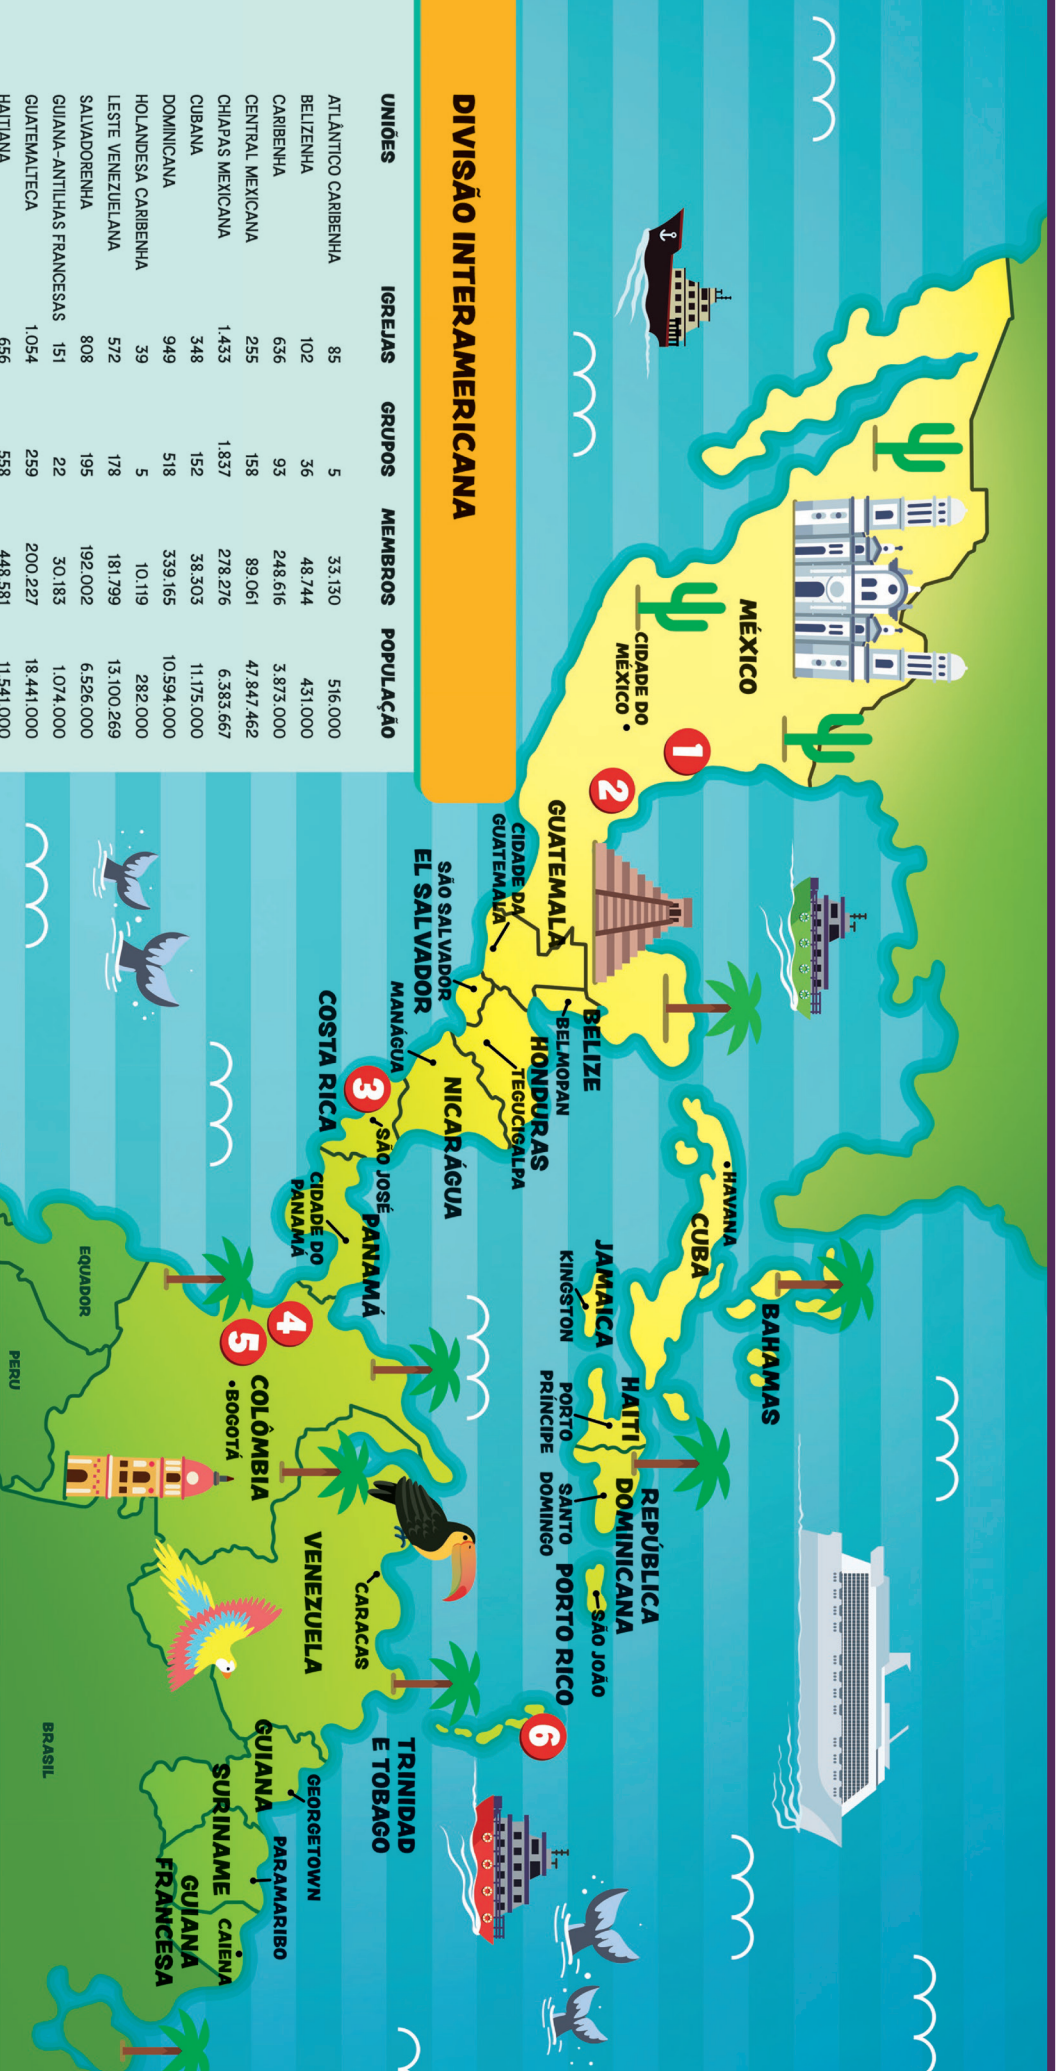 DIVISÃO INTERAMERICANA
UNIÕES IGREJAS GRUPOS MEMBROS POPULAÇÃO
ATLÂNTICO CARIBENHA 85 5 33.130 516.000
BELIZENHA 102 36 48.744 431.000
CARIBENHA 636 93 248.616 3.873.000
CENTRAL MEXICANA 255 158 89.061 47.847.462
CHIAPAS MEXICANA 1.433 1.837 278.276 6.383.667
CUBANA 348 152 38.303 11.175.000
DOMINICANA 949 518 339.165 10.594.000
HOLANDESA CARIBENHA 39 5 10.119 282.000
LESTE VENEZUELANA 572 178 181.799 13.100.269
SALVADORENHA 808 195 192.002 6.526.000
GUIANA-ANTILHAS FRANCESAS 151 22 30.183 1.074.000
GUATEMALTECA 1.054 259 200.227 18.441.000
HAITIANA 656 558 448.581 11.541.000
MÉXICO
CIDADE DO
MÉXICO
1
2
GUATEMALA
CIDADE DA
GUATEMALA
SÃO SALVADOR
EL SALVADOR
BELIZE
BELMOPAN
HONDURAS
TEGUCIGALPA
NICARÁGUA
MANÁGUA
3
COSTA RICA
SÃO JOSÉ
PANAMÁ
CIDADE DO
PANAMÁ
HAVANA
CUBA
BAHAMAS
JAMAICA
KINGSTON
HAITI
PORTO
PRÍNCIPE
REPÚBLICA
DOMINICANA
SANTO
DOMINGO
SÃO JOÃO
PORTO RICO
6
TRINIDAD
E TOBAGO
4
5
COLÔMBIA
BOGOTÁ
VENEZUELA
CARACAS
GUIANA
GEORGETOWN
SURINAME
PARAMARIBO
GUIANA
FRANCESA
CAIENA
EQUADOR
PERU
BRASIL